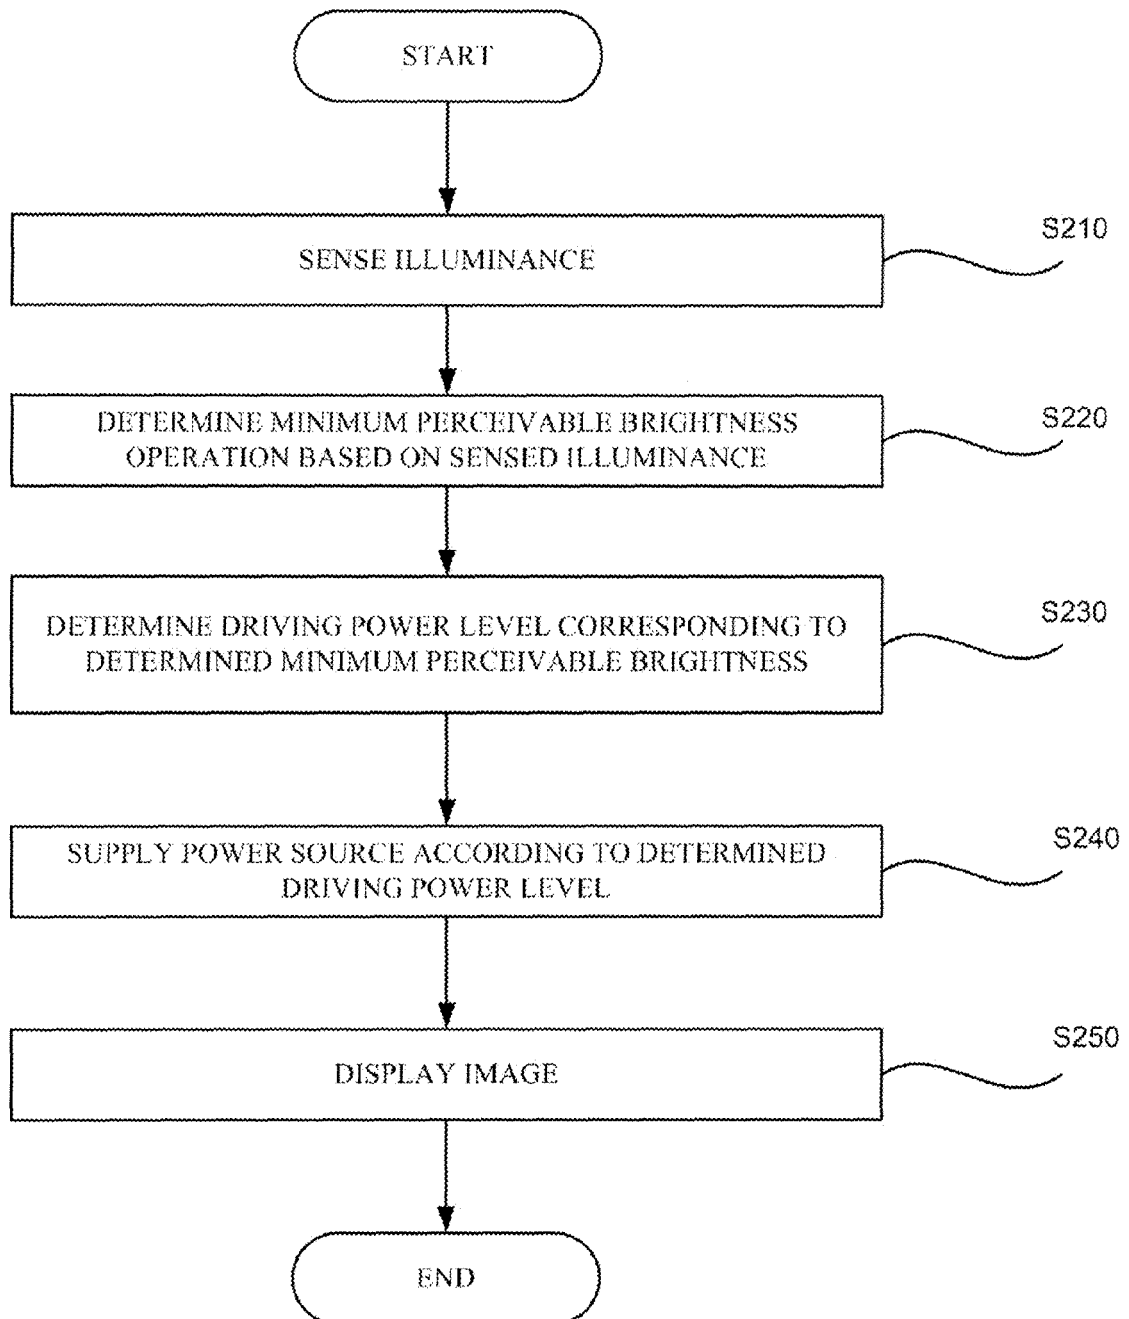 START
S210
SENSE ILLUMINANCE
S220
DETERMINE MINIMUM PERCEIVABLE BRIGHTNESS
OPERATION BASED ON SENSED ILLUMINANCE
S230
DETERMINE DRIVING POWER LEVEL CORRESPONDING TO
DETERMINED MINIMUM PERCEIVABLE BRIGHTNESS
S240
SUPPLY POWER SOURCE ACCORDING TO DETERMINED
DRIVING POWER LEVEL
S250
DISPLAY IMAGE
END